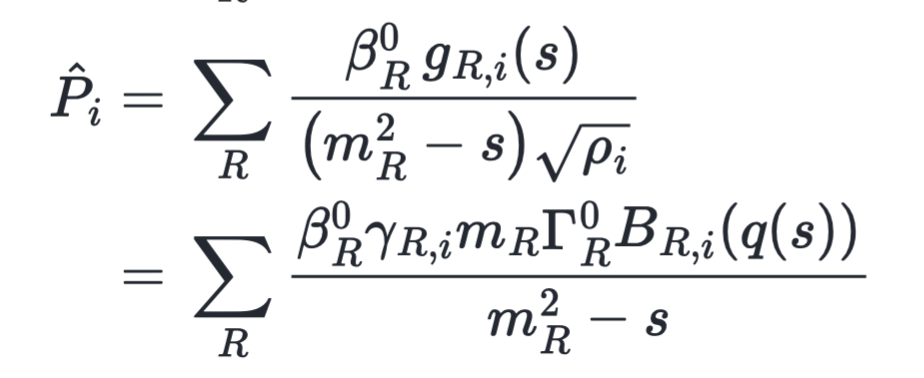 \hat{P}_i = \sum_R \frac{\beta_R^0 g_{R,i}(s)}{(m_R^2 - s)\sqrt{\rho_i}}
= \sum_R \frac{\beta_R^0 \gamma_{R,i} m_R \Gamma_R^0 B_{R,i}(q(s))}{m_R^2 - s}